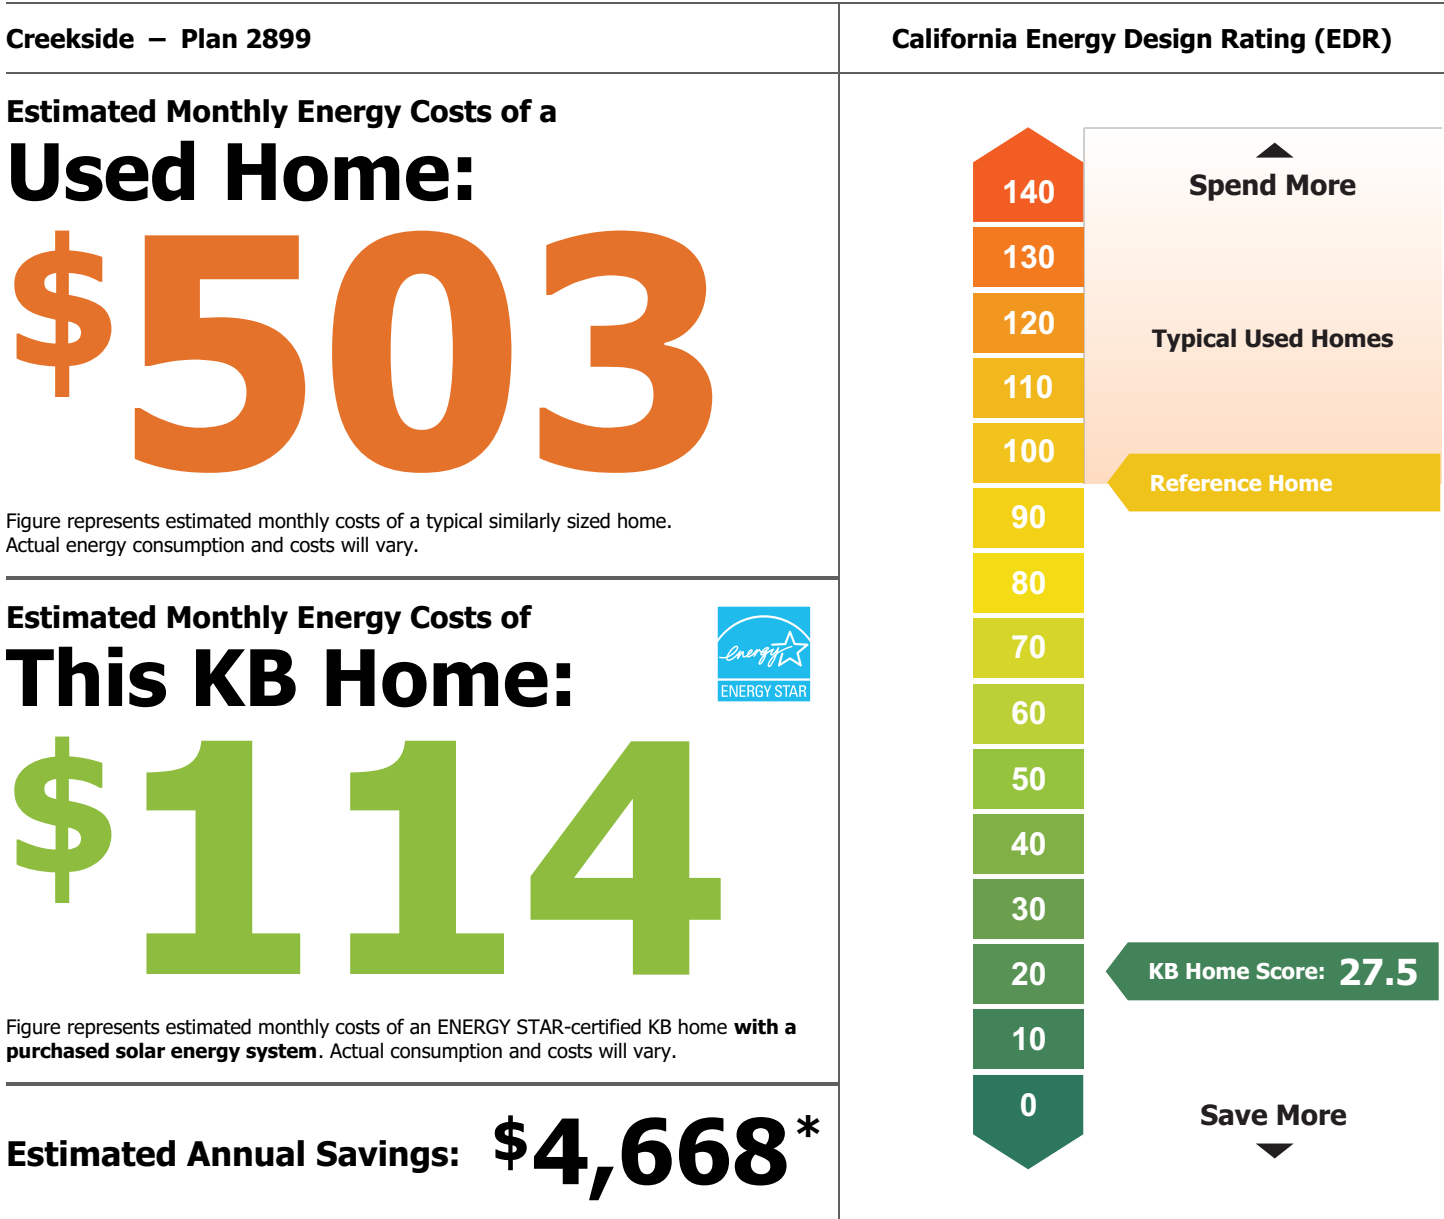 Creekside – Plan 2899
Estimated Monthly Energy Costs of a
Used Home:
$503
Figure represents estimated monthly costs of a typical similarly sized home.
Actual energy consumption and costs will vary.
Estimated Monthly Energy Costs of
This KB Home:
energy
ENERGY STAR
$114
Figure represents estimated monthly costs of an ENERGY STAR-certified KB home with a
purchased solar energy system. Actual consumption and costs will vary.
Estimated Annual Savings: $4,668*
California Energy Design Rating (EDR)
140
Spend More
130
120
Typical Used Homes
110
100
Reference Home
90
80
70
60
50
40
30
20
KB Home Score: 27.5
10
0
Save More